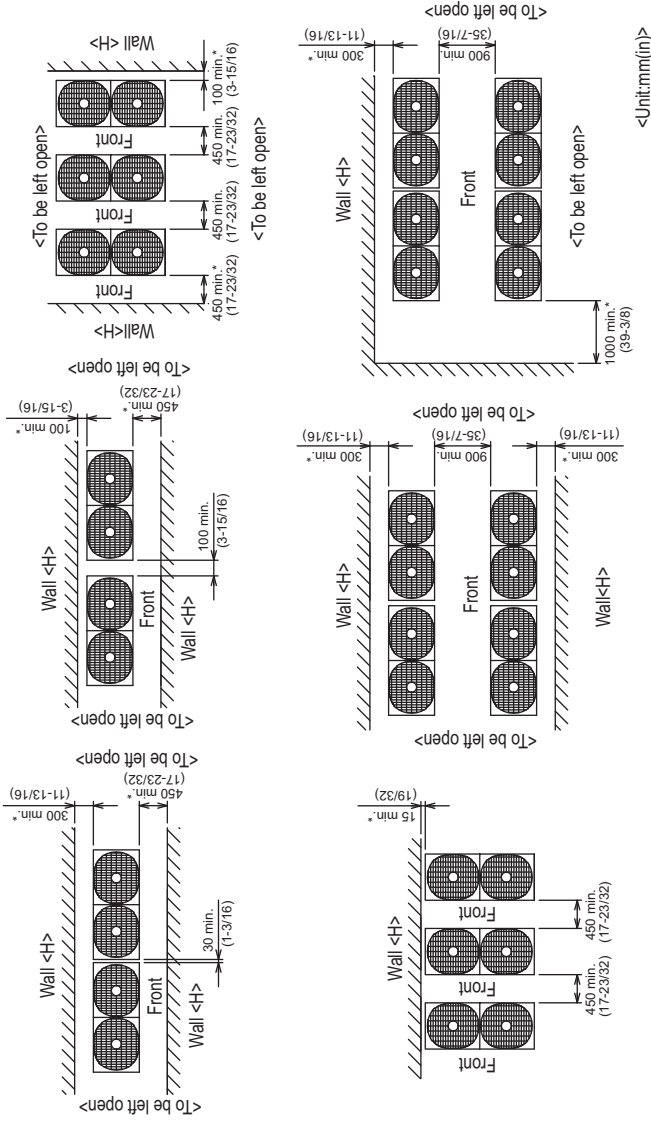 <To be left open>
Wall <H>
Wall<H>
Front
Front
Front
450 min.*
(17-23/32)
450 min.
(17-23/32)
450 min.
(17-23/32)
100 min.*
(3-15/16)
<To be left open>
Wall <H>
100 min.*
(3-15/16)
450 min.*
(17-23/32)
<To be left open>
<To be left open>
Front
Wall <H>
100 min.
(3-15/16)
Wall <H>
300 min.*
(11-13/16)
450 min.*
(17-23/32)
<To be left open>
<To be left open>
Front
Wall <H>
30 min.
(1-3/16)
Wall <H>
300 min.*
(11-13/16)
900 min.
(35-7/16)
<To be left open>
Front
<To be left open>
1000 min.*
(39-3/8)
Wall <H>
300 min.*
(11-13/16)
900 min.
(35-7/16)
300 min.*
(11-13/16)
<To be left open>
<To be left open>
Front
Wall<H>
Wall <H>
15 min.*
(19/32)
Front
Front
Front
450 min.
(17-23/32)
450 min.
(17-23/32)
<Unit:mm(in)>